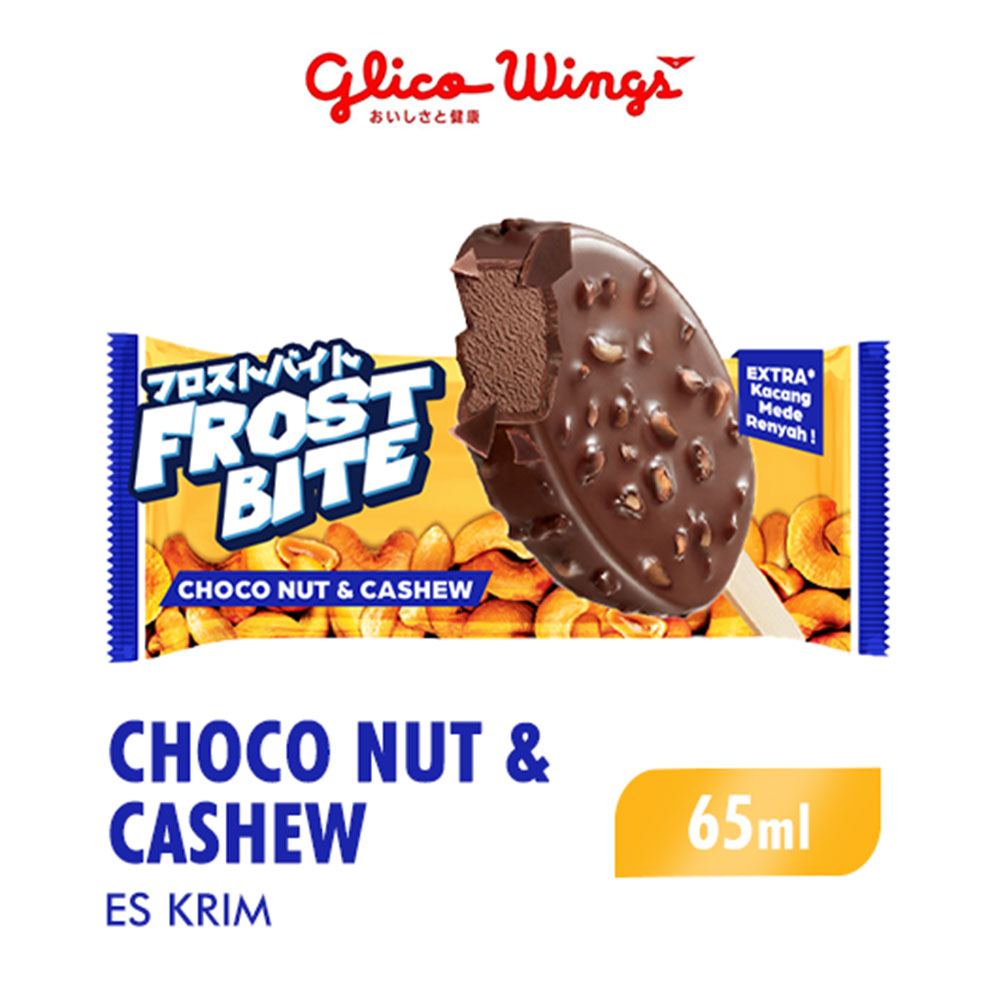 Glico Wings
おいしさと健康
フロストバイト
FROST
BITE
CHOCO NUT & CASHEW
EXTRA*
Kacang
Mede
Renyah!
CHOCO NUT &
CASHEW
ES KRIM
65ml